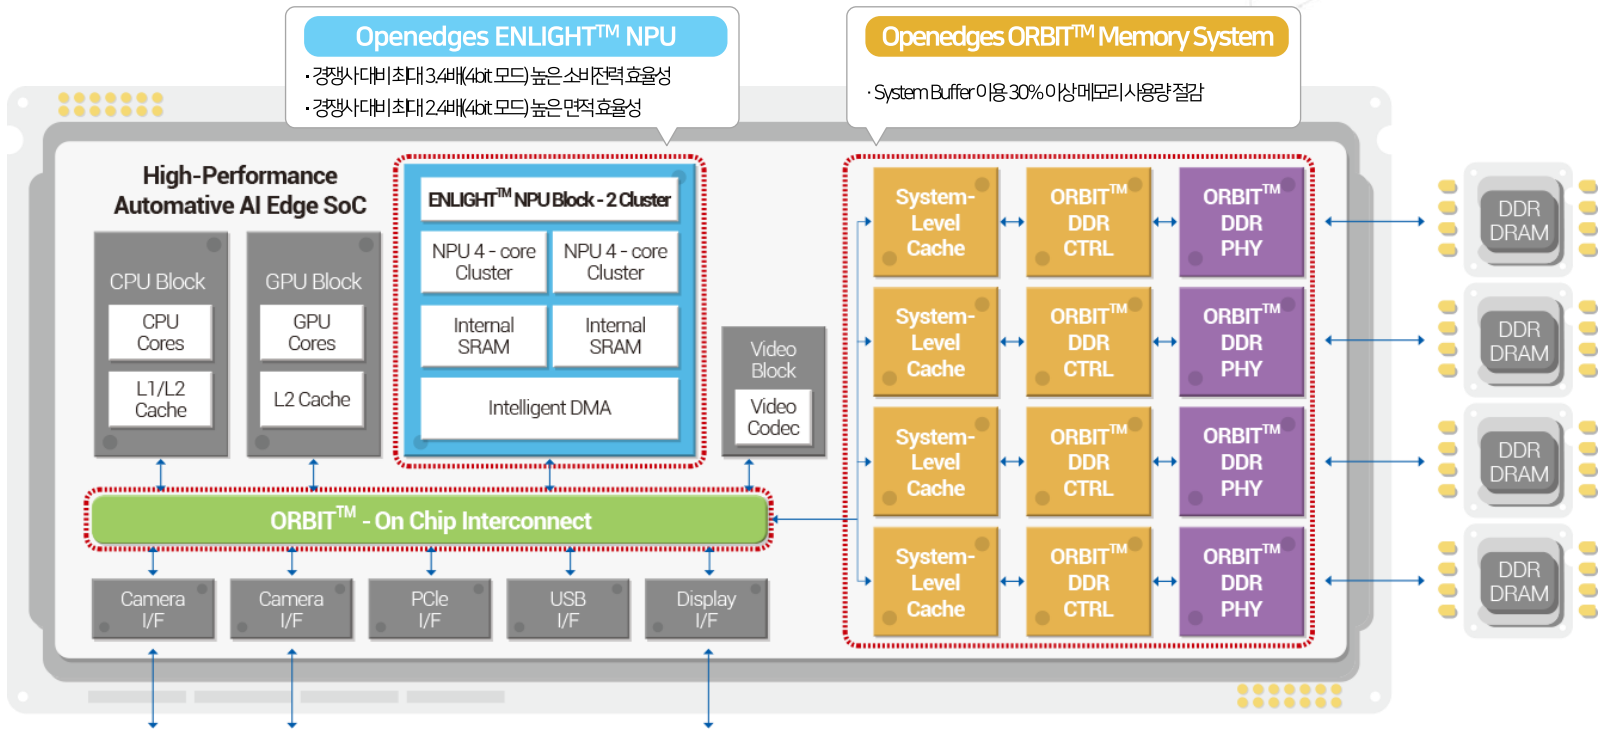 Openedges ENLIGHT™ NPU
· 경쟁사 대비 최대 3.4배(4bit 모드) 높은 소비전력 효율성
· 경쟁사 대비 최대 2.4배(4bit 모드) 높은 면적 효율성
Openedges ORBIT™ Memory System
· System Buffer 이용 30% 이상 메모리 사용량 절감
High-Performance
Automative AI Edge SoC
CPU Block
CPU
Cores
L1/L2
Cache
GPU Block
GPU
Cores
L2 Cache
ENLIGHT™ NPU Block - 2 Cluster
NPU 4 - core
Cluster
NPU 4 - core
Cluster
Internal
SRAM
Internal
SRAM
Intelligent DMA
Video
Block
Video
Codec
ORBIT™ - On Chip Interconnect
Camera
I/F
Camera
I/F
PCIe
I/F
USB
I/F
Display
I/F
System-
Level
Cache
ORBIT™
DDR
CTRL
ORBIT™
DDR
PHY
DDR
DRAM
System-
Level
Cache
ORBIT™
DDR
CTRL
ORBIT™
DDR
PHY
DDR
DRAM
System-
Level
Cache
ORBIT™
DDR
CTRL
ORBIT™
DDR
PHY
DDR
DRAM
System-
Level
Cache
ORBIT™
DDR
CTRL
ORBIT™
DDR
PHY
DDR
DRAM